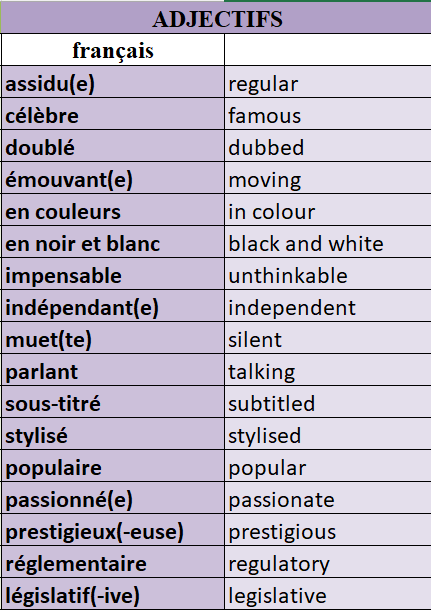 ADJECTIFS
français
assidu(e) regular
célèbre famous
doublé dubbed
émouvant(e) moving
en couleurs in colour
en noir et blanc black and white
impensable unthinkable
indépendant(e) independent
muet(te) silent
parlant talking
sous-titré subtitled
stylisé stylised
populaire popular
passionné(e) passionate
prestigieux(-euse) prestigious
réglementaire regulatory
législatif(-ive) legislative